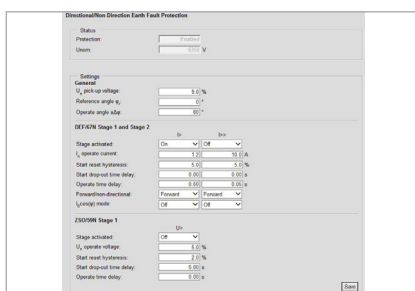 Directional/Non-Direction Earth Fault Protection
Status
Protection: Enabled
Unom: V
Settings
General
U₀ pick-up voltage: 9.0 %
Reference angle φᵣ: 0 °
Operate angle ±Δφ: 80 °
DEF/67N Stage 1 and Stage 2
I> I>>
Stage activated: On Off
I₀ operate current: 1.2 10.0 A
Start reset hysteresis: 5.0 5.0 %
Start drop-out time delay: 0.00 0.00 s
Operate time delay: 0.50 0.05 s
Forward/non-directional: Forward Forward
I₀cos(φ) mode: Off Off
ZSO/59N Stage 1
U>
Stage activated: Off
U₀ operate voltage: 5.0 %
Start reset hysteresis: 2.0 %
Start drop-out time delay: 0.00 s
Operate time delay: 0.00 s
Save